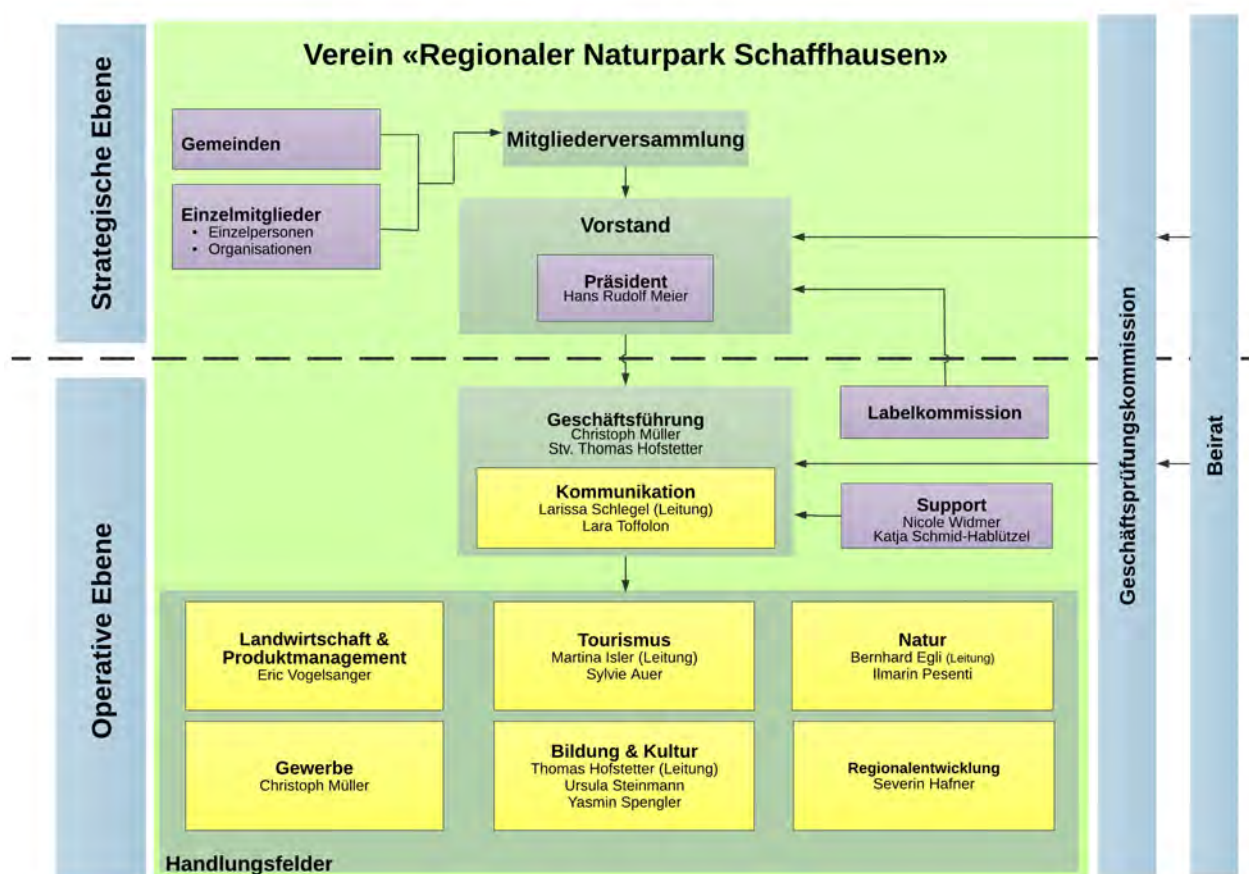 Verein «Regionaler Naturpark Schaffhausen»
Strategische Ebene
Gemeinden
Einzelmitglieder
• Einzelpersonen
• Organisationen
Mitgliederversammlung
Vorstand
Präsident
Hans Rudolf Meier
Operative Ebene
Geschäftsführung
Christoph Müller
Stv. Thomas Hofstetter
Kommunikation
Larissa Schlegel (Leitung)
Lara Toffolon
Labelkommission
Support
Nicole Widmer
Katja Schmid-Hablützel
Landwirtschaft &
Produktmanagement
Eric Vogelsanger
Tourismus
Martina Isler (Leitung)
Sylvie Auer
Natur
Bernhard Egli (Leitung)
Ilmarin Pesenti
Gewerbe
Christoph Müller
Bildung & Kultur
Thomas Hofstetter (Leitung)
Ursula Steinmann
Yasmin Spengler
Regionalentwicklung
Severin Hafner
Handlungsfelder
Geschäftsprüfungskommission
Beirat